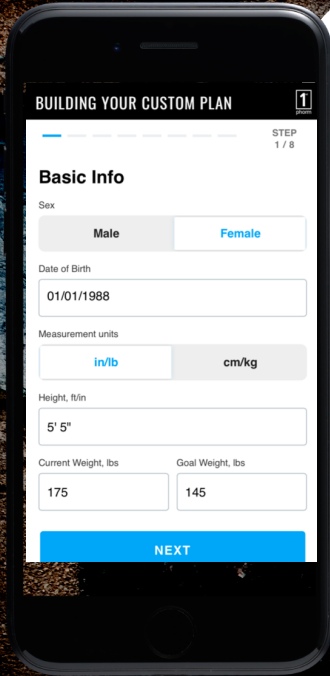 BUILDING YOUR CUSTOM PLAN
1
phorm
STEP
1 / 8
Basic Info
Sex
Male
Female
Date of Birth
01/01/1988
Measurement units
in/lb
cm/kg
Height, ft/in
5' 5"
Current Weight, lbs
Goal Weight, lbs
175
145
NEXT